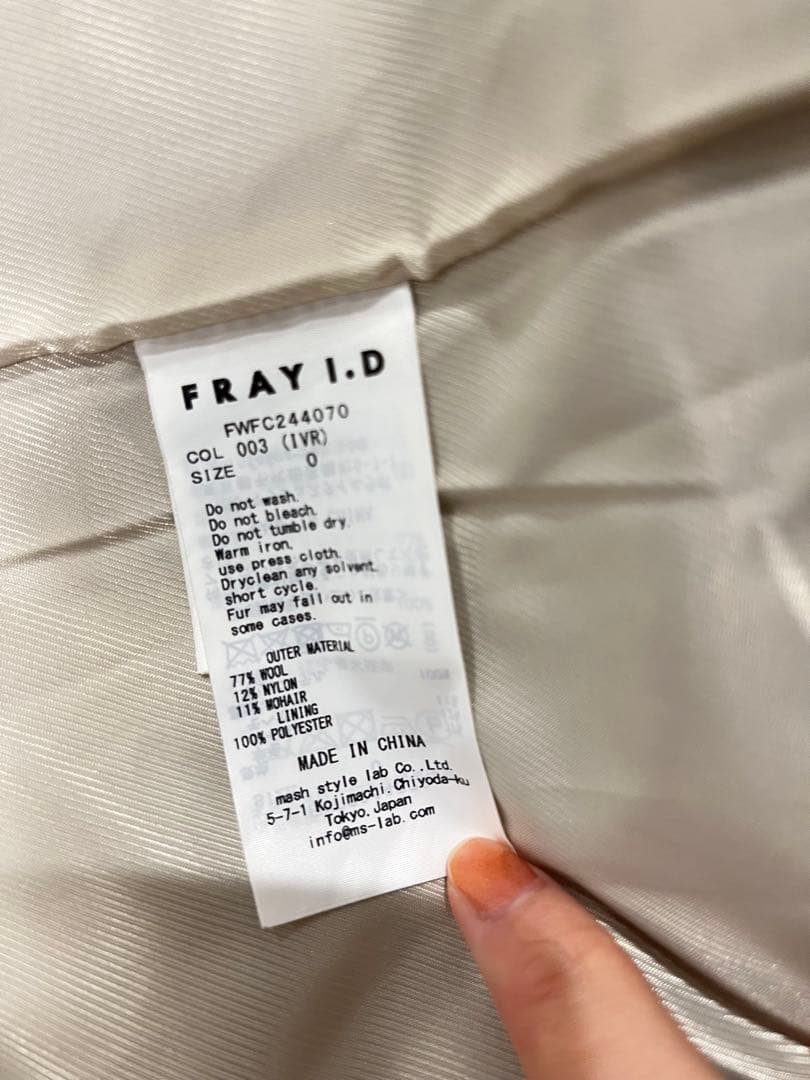 FRAY I.D
FWFC244070
COL 003 (IVR)
SIZE 0
Do not wash.
Do not bleach.
Do not tumble dry.
Warm iron.
use press cloth.
Dryclean any solvent.
short cycle.
Fur may fall out in
some cases.
OUTER MATERIAL
77% WOOL
12% NYLON
11% MOHAIR
LINING
100% POLYESTER
MADE IN CHINA
mash style lab Co.,Ltd.
5-7-1 Kojimachi.Chiyoda-ku
Tokyo.Japan
info@ms-lab.com